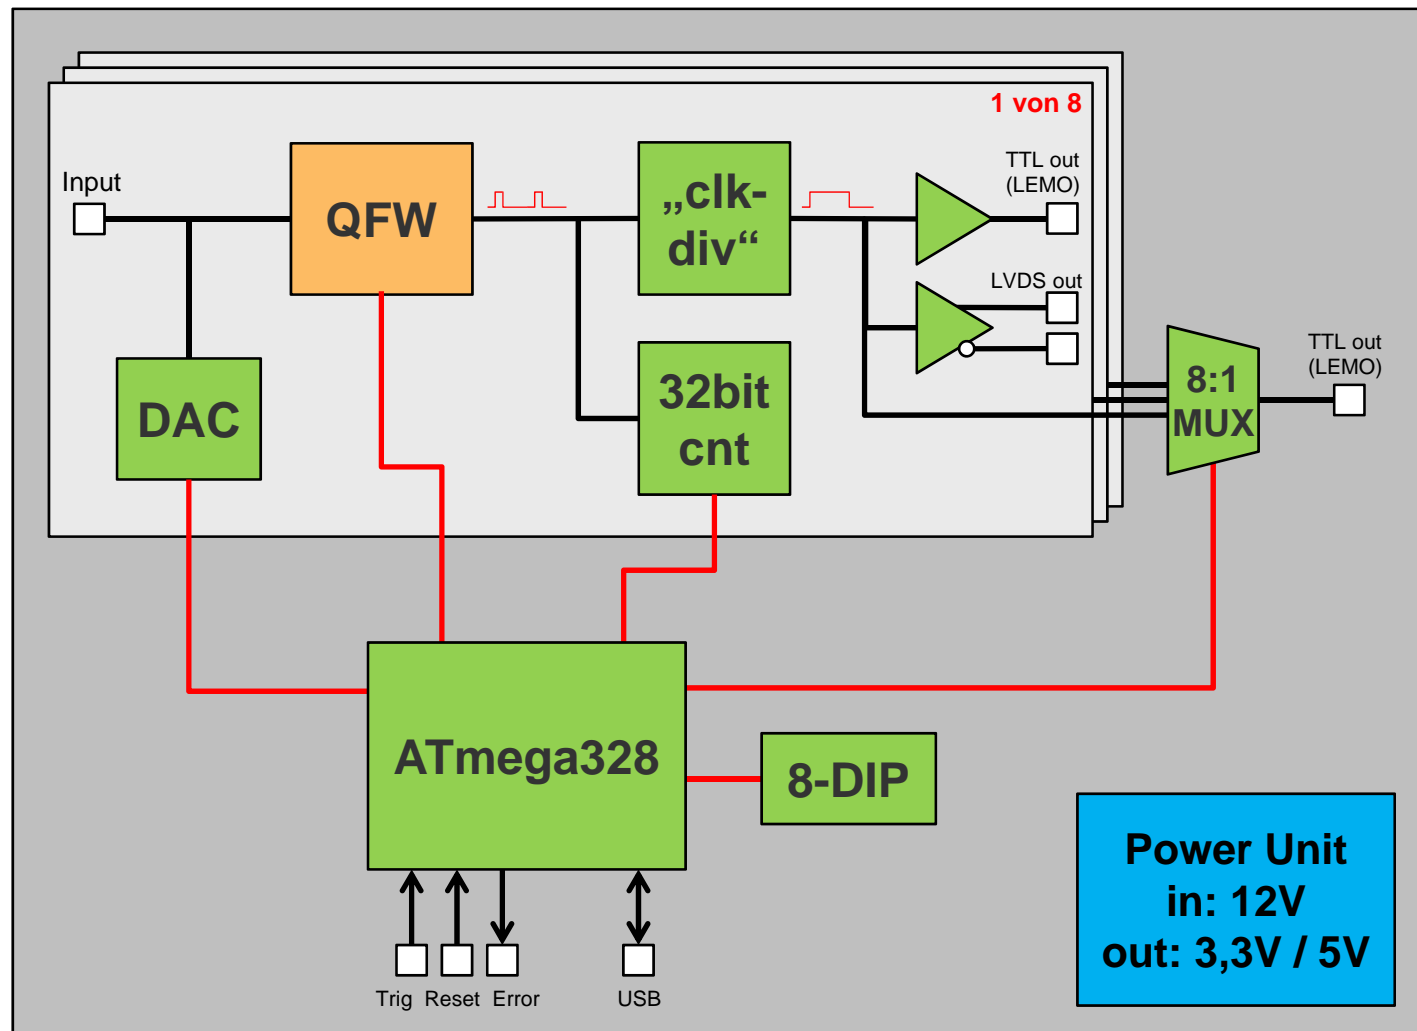 1 von 8
Input
QFW
„clk-
div“
TTL out
(LEMO)
LVDS out
DAC
32bit
cnt
8:1
MUX
TTL out
(LEMO)
ATmega328
8-DIP
Power Unit
in: 12V
out: 3,3V / 5V
Trig Reset Error USB